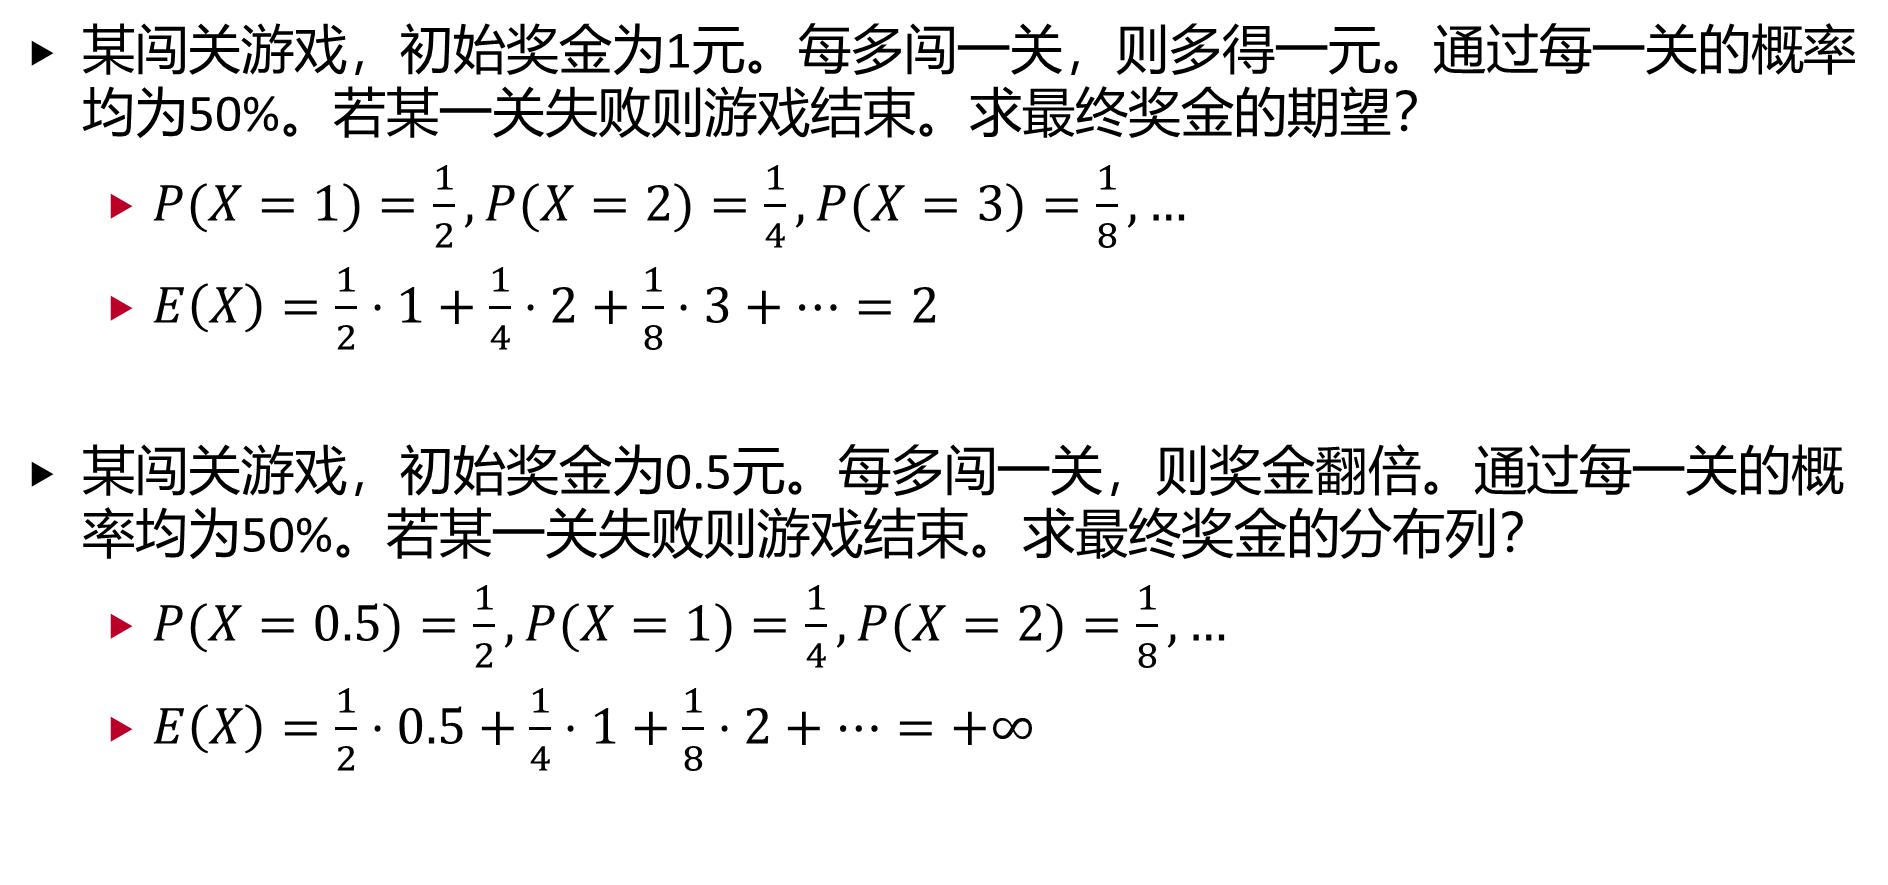 某闯关游戏，初始奖金为1元。每多闯一关，则多得一元。通过每一关的概率
均为50%。若某一关失败则游戏结束。求最终奖金的期望？
P(X = 1) = 1/2, P(X = 2) = 1/4, P(X = 3) = 1/8, …
E(X) = 1/2 · 1 + 1/4 · 2 + 1/8 · 3 + ⋯ = 2
某闯关游戏，初始奖金为0.5元。每多闯一关，则奖金翻倍。通过每一关的概
率均为50%。若某一关失败则游戏结束。求最终奖金的分布列？
P(X = 0.5) = 1/2, P(X = 1) = 1/4, P(X = 2) = 1/8, …
E(X) = 1/2 · 0.5 + 1/4 · 1 + 1/8 · 2 + ⋯ = +∞